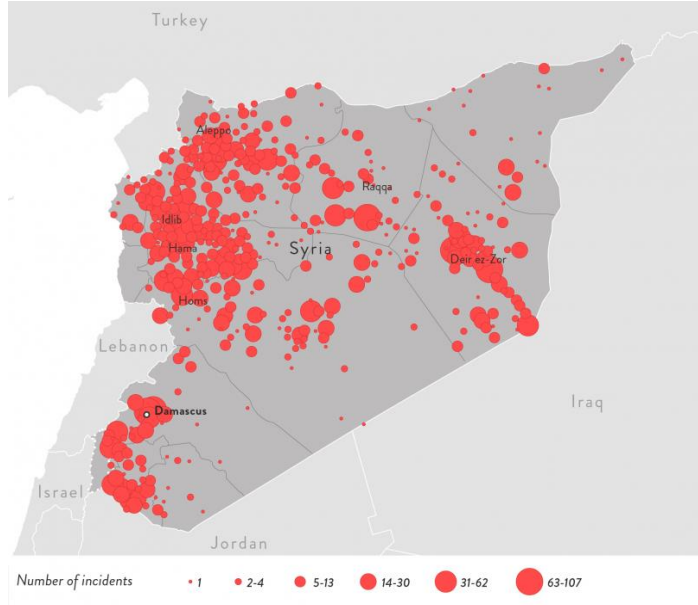 Turkey
Aleppo
Raqqa
Idlib
Hama
Syria
Deir ez-Zor
Homs
Lebanon
Iraq
Damascus
Israel
Jordan
Number of incidents 1 2-4 5-13 14-30 31-62 63-107